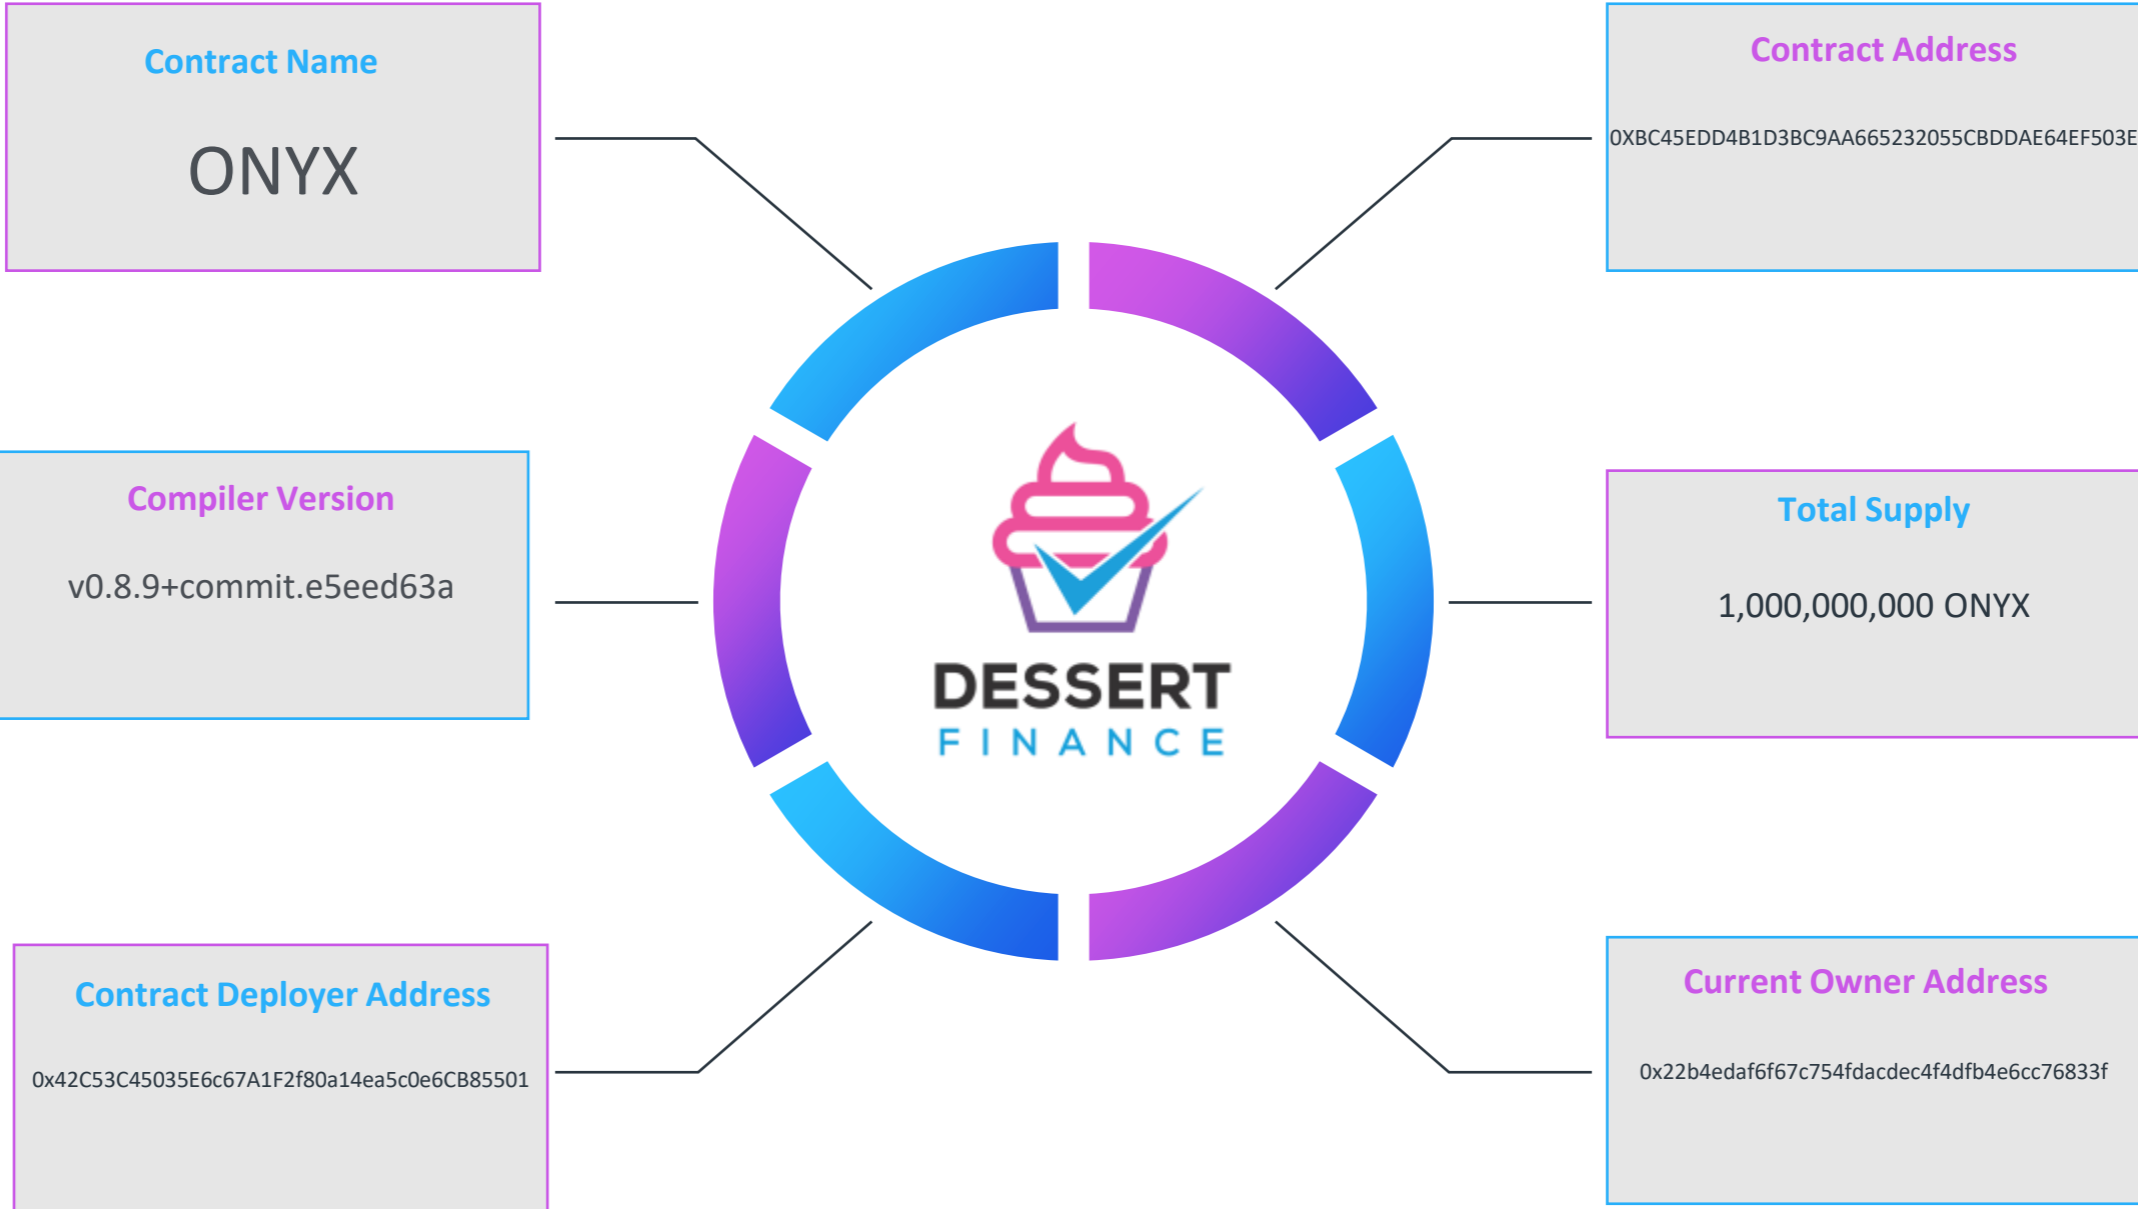 Contract Name
ONYX
Contract Address
0XBC45EDD4B1D3BC9AA665232055CBDDAE64EF503E
Compiler Version
v0.8.9+commit.e5eed63a
Total Supply
1,000,000,000 ONYX
DESSERT
FINANCE
Contract Deployer Address
0x42C53C45035E6c67A1F2f80a14ea5c0e6CB85501
Current Owner Address
0x22b4edaf6f67c754fdacdec4f4dfb4e6cc76833f